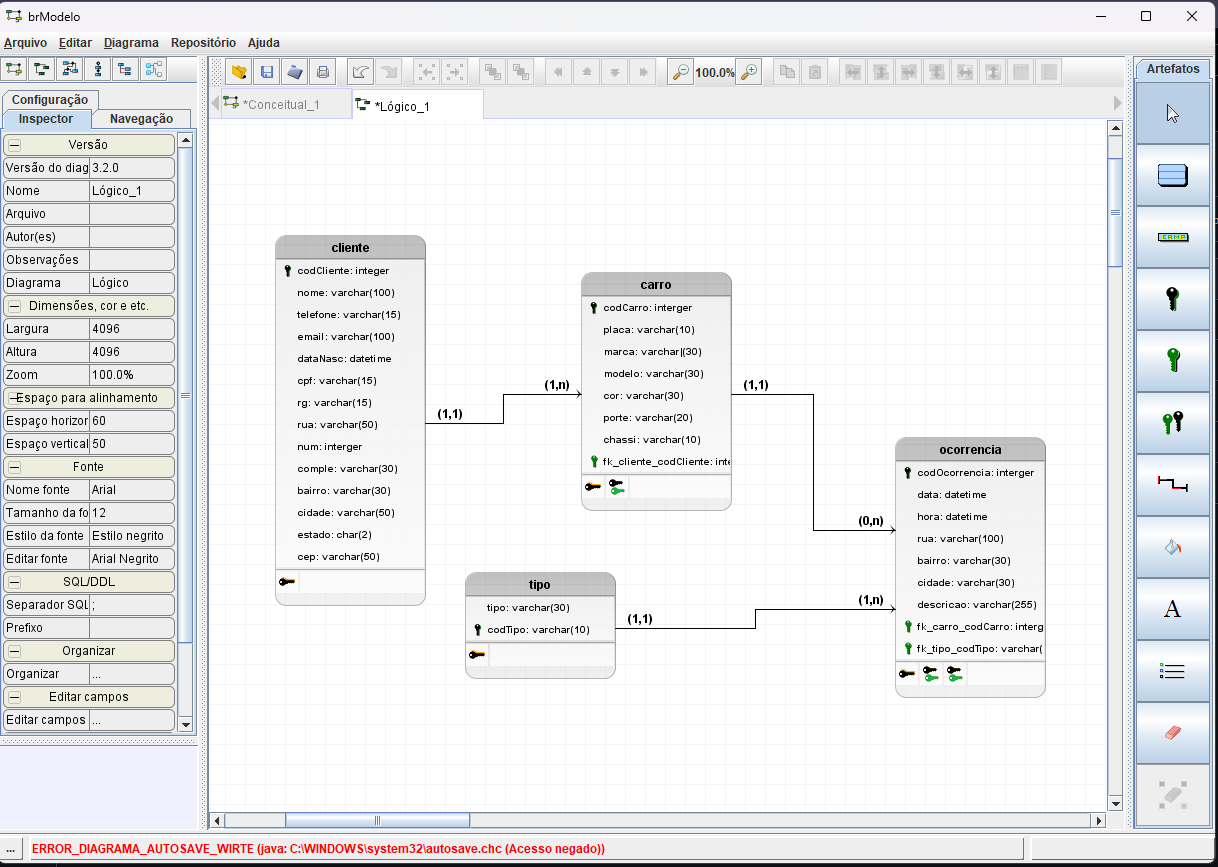 brModelo
Arquivo Editar Diagrama Repositório Ajuda
100.0%
Artefatos
Configuração
Inspector Navegação
*Conceitual_1 *Lógico_1
Versão
Versão do diag 3.2.0
Nome Lógico_1
Arquivo
Autor(es)
Observações
Diagrama Lógico
Dimensões, cor e etc.
Largura 4096
Altura 4096
Zoom 100.0%
Espaço para alinhamento
Espaço horizor 60
Espaço vertical 50
Fonte
Nome fonte Arial
Tamanho da fo 12
Estilo da fonte Estilo negrito
Editar fonte Arial Negrito
SQL/DDL
Separador SQL ;
Prefixo
Organizar
Organizar ...
Editar campos
Editar campos ...
cliente
codCliente: integer
nome: varchar(100)
telefone: varchar(15)
email: varchar(100)
dataNasc: datetime
cpf: varchar(15)
rg: varchar(15)
rua: varchar(50)
num: interger
comple: varchar(30)
bairro: varchar(30)
cidade: varchar(50)
estado: char(2)
cep: varchar(50)
(1,1)
(1,n)
carro
codCarro: interger
placa: varchar(10)
marca: varchar|(30)
modelo: varchar(30)
cor: varchar(30)
porte: varchar(20)
chassi: varchar(10)
fk_cliente_codCliente: inte
(1,1)
(0,n)
tipo
tipo: varchar(30)
codTipo: varchar(10)
(1,1)
(1,n)
ocorrencia
codOcorrencia: interger
data: datetime
hora: datetime
rua: varchar(100)
bairro: varchar(30)
cidade: varchar(30)
descricao: varchar(255)
fk_carro_codCarro: interg
fk_tipo_codTipo: varchar(
CAMPO
A
... ERROR_DIAGRAMA_AUTOSAVE_WIRTE (java: C:\WINDOWS\system32\autosave.chc (Acesso negado))